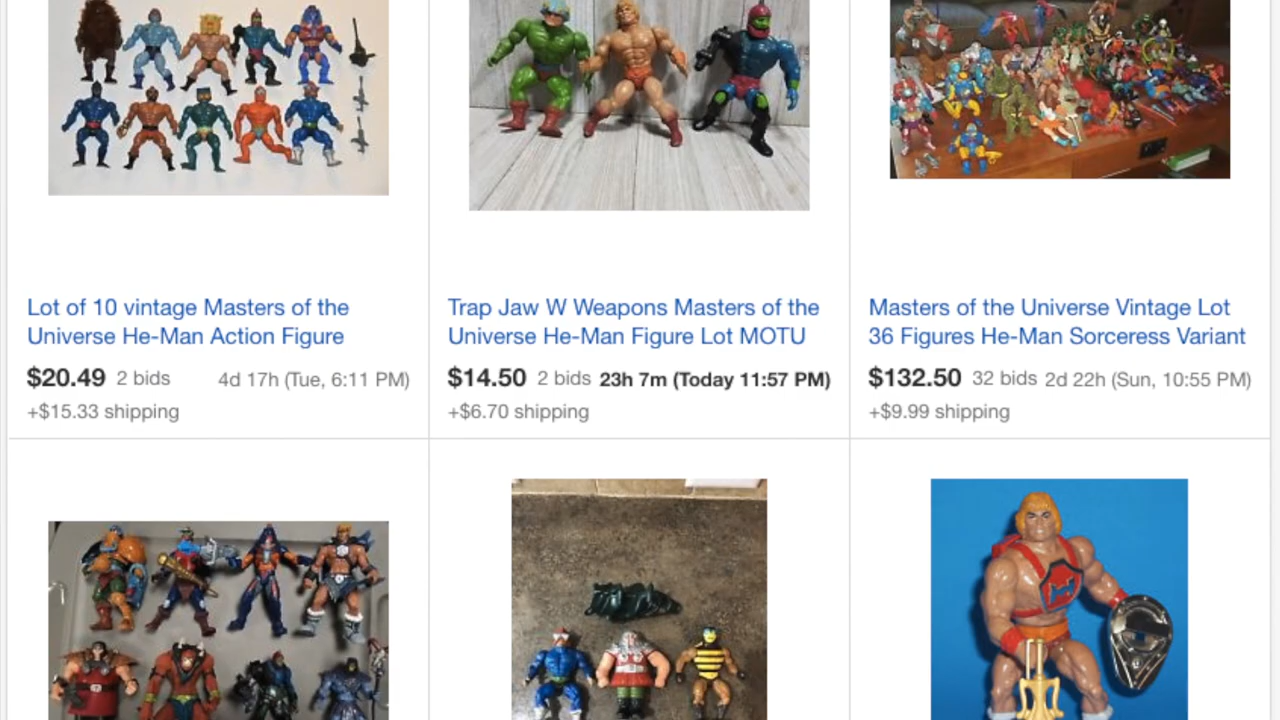 Lot of 10 vintage Masters of the
Universe He-Man Action Figure
$20.49 2 bids 4d 17h (Tue, 6:11 PM)
+$15.33 shipping
Trap Jaw W Weapons Masters of the
Universe He-Man Figure Lot MOTU
$14.50 2 bids 23h 7m (Today 11:57 PM)
+$6.70 shipping
Masters of the Universe Vintage Lot
36 Figures He-Man Sorceress Variant
$132.50 32 bids 2d 22h (Sun, 10:55 PM)
+$9.99 shipping